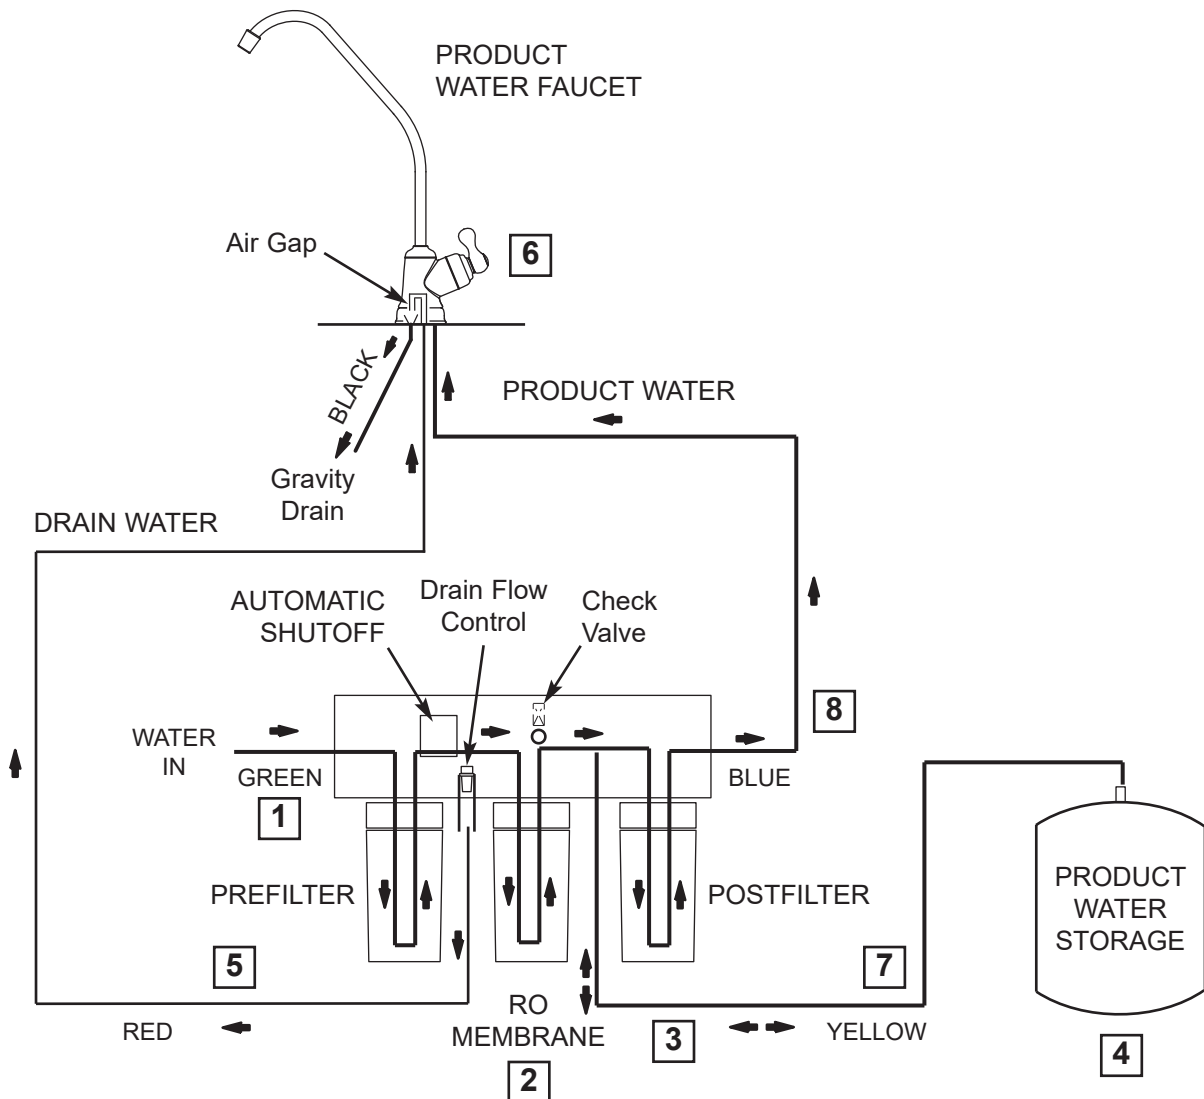 PRODUCT
WATER FAUCET
Air Gap
6
BLACK
PRODUCT WATER
Gravity
Drain
DRAIN WATER
AUTOMATIC
SHUTOFF
Drain Flow
Control
Check
Valve
8
WATER
IN
GREEN
BLUE
1
PREFILTER
POSTFILTER
PRODUCT
WATER
STORAGE
5
7
RED
RO
MEMBRANE
3
YELLOW
4
2